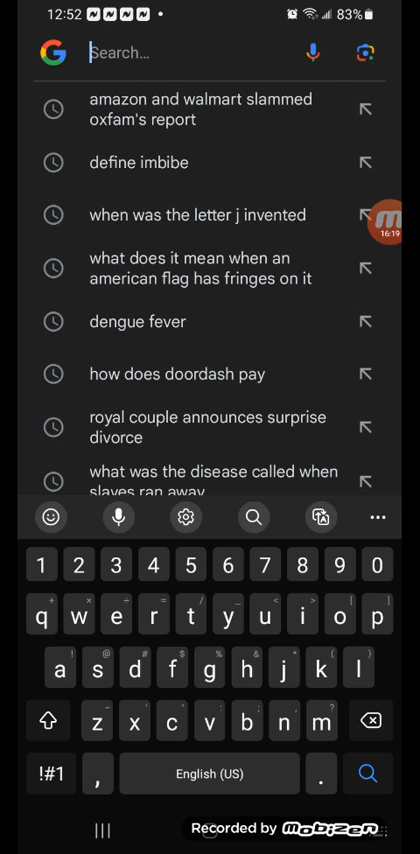 12:52 83%
Search...
amazon and walmart slammed
oxfam's report
define imbibe
when was the letter j invented
16:19
what does it mean when an
american flag has fringes on it
dengue fever
how does doordash pay
royal couple announces surprise
divorce
what was the disease called when
slaves ran away
1 2 3 4 5 6 7 8 9 0
+ × ÷ = / _ < > [ ]
q w e r t y u i o p
! @ # $ % & * ( )
a s d f g h j k l
- ' " : ; , ?
z x c v b n m
!#1 , English (US) .
Recorded by mobizen